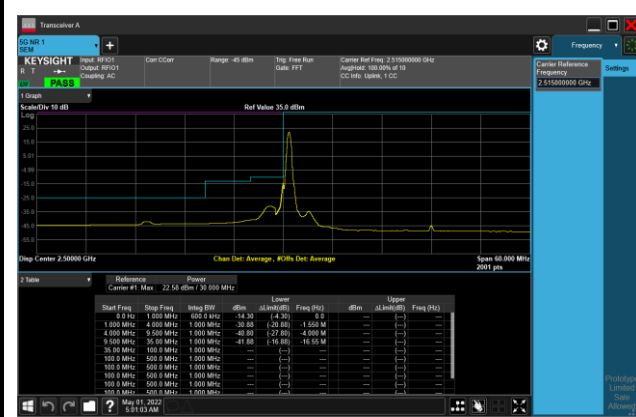 Transceiver A
5G NR 1
SEM
Frequency
KEYSIGHT
R T
PASS
Input: RFIO1
Output: RFIO1
Coupling: AC
Corr CCorr
Range: -45 dBm
Trig: Free Run
Gate: FFT
Carrier Ref Freq: 2.515000000 GHz
Avg|Hold: 100.00% of 10
CC Info: Uplink, 1 CC
Carrier Reference
Frequency
2.515000000 GHz
Settings
1 Graph
Scale/Div 10 dB
Ref Value 35.0 dBm
Log
25.0
15.0
5.01
-4.99
-15.0
-25.0
-35.0
-45.0
-55.0
Disp Center 2.50000 GHz
Chan Det: Average , #Offs Det: Average
Span 60.000 MHz
2001 pts
2 Table
Reference Power
Carrier #1 Max 22.58 dBm / 30.000 MHz
Lower Upper
Start Freq Stop Freq Integ BW dBm ΔLimit(dB) Freq (Hz) dBm ΔLimit(dB) Freq (Hz)
0.0 Hz 1.000 MHz 600.0 kHz -14.30 (-4.30) 0.0 --- (---) ---
1.000 MHz 4.000 MHz 1.000 MHz -30.88 (-20.88) -1.550 M --- (---) ---
4.000 MHz 9.500 MHz 1.000 MHz -40.80 (-27.80) -4.000 M --- (---) ---
9.500 MHz 35.00 MHz 1.000 MHz -41.88 (-16.88) -16.55 M --- (---) ---
35.00 MHz 100.0 MHz 1.000 MHz --- (---) --- --- (---) ---
100.0 MHz 500.0 MHz 1.000 MHz --- (---) --- --- (---) ---
100.0 MHz 500.0 MHz 1.000 MHz --- (---) --- --- (---) ---
100.0 MHz 500.0 MHz 1.000 MHz --- (---) --- --- (---) ---
100.0 MHz 500.0 MHz 1.000 MHz --- (---) --- --- (---) ---
Prototype
Limited
Sale
Allowed
?
May 01, 2022
5:01:03 AM